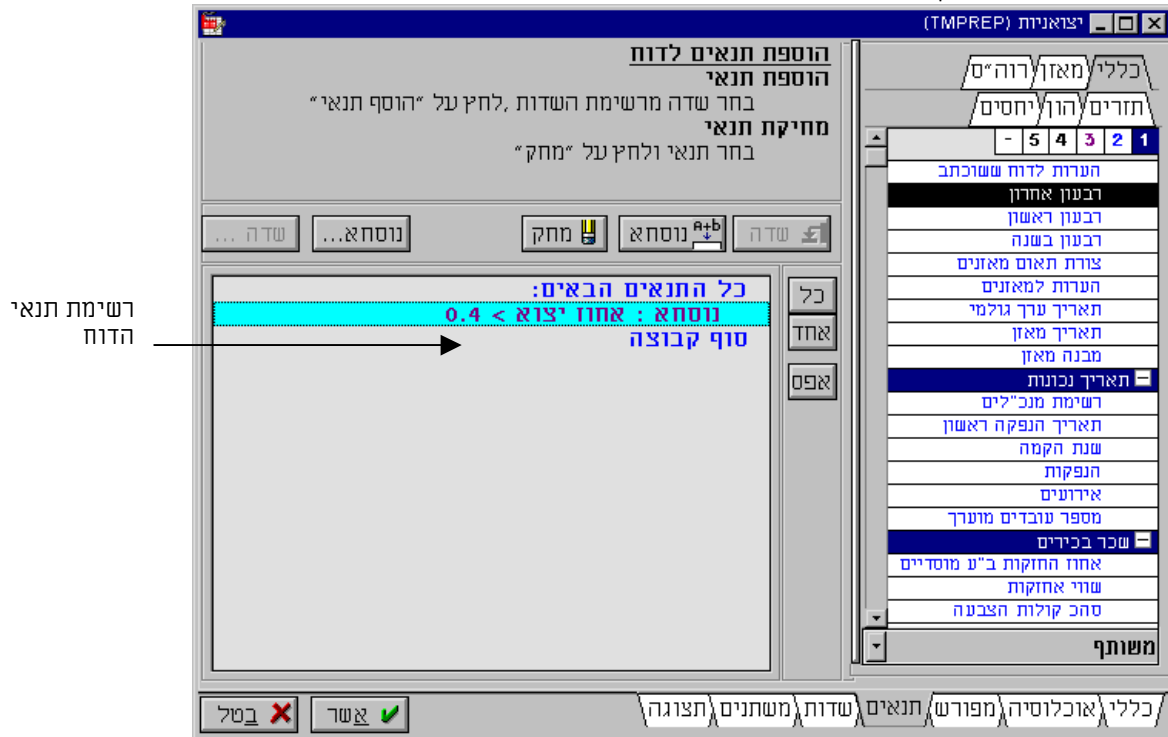 יצואניות (TMPREP)
כללי מאזן רוה״ס
תזרים הון יחסים
1 2 3 4 5 -
הערות לדוח ששוכתב
רבעון אחרון
רבעון ראשון
רבעון בשנה
צורת תאום מאזנים
הערות למאזנים
תאריך ערך גולמי
תאריך מאזן
מבנה מאזן
תאריך נכונות
רשימת מנכ"לים
תאריך הנפקה ראשון
שנת הקמה
הנפקות
אירועים
מספר עובדים מוערך
שכר בכירים
אחוז החזקות ב"ע מוסדיים
שווי אחזקות
סהכ קולות הצבעה
משותף
הוספת תנאים לדוח
הוספת תנאי
בחר שדה מרשימת השדות ,לחץ על "הוסף תנאי"
מחיקת תנאי
בחר תנאי ולחץ על "מחק"
שדה
A+b נוסחא
מחק
נוסחא...
שדה ...
כל
אחד
אפס
כל התנאים הבאים:
נוסחא : אחוז יצוא > 0.4
סוף קבוצה
רשימת תנאי
הדוח
כללי אוכלוסיה מפורש תנאים שדות משתנים תצוגה
אשר
בטל